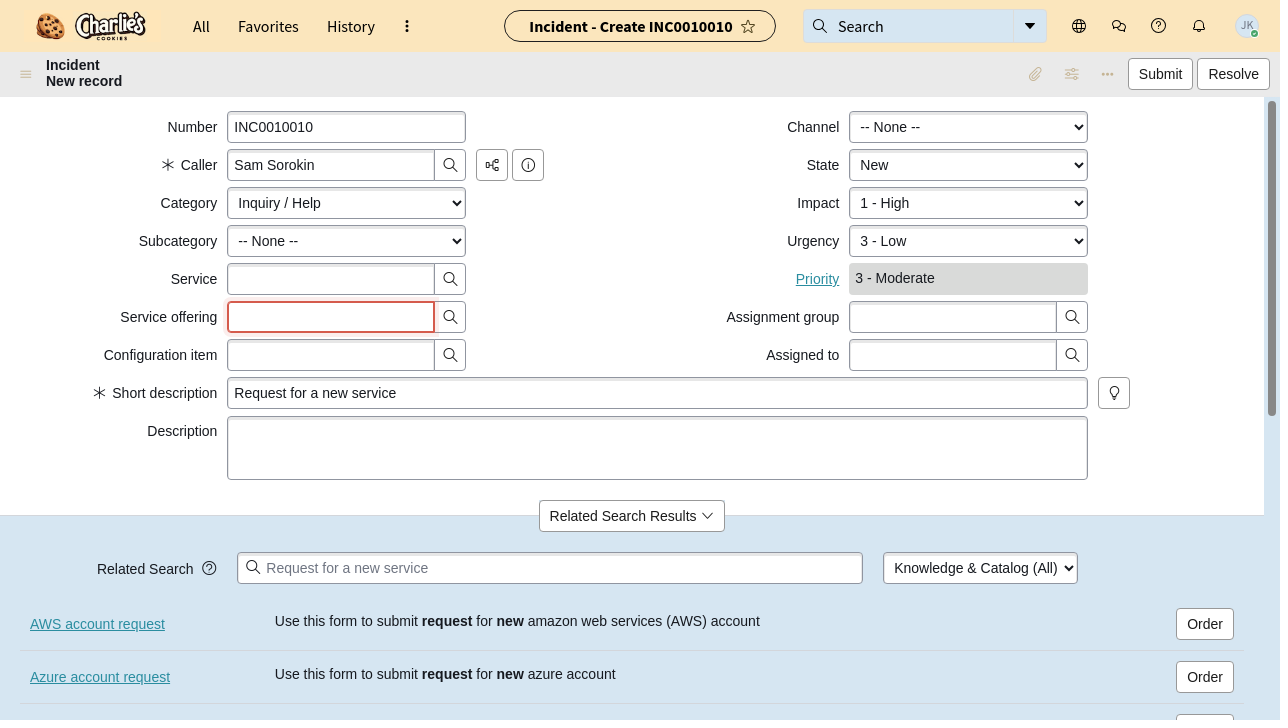 Charlie's
COOKIES
All
Favorites
History
Incident - Create INC0010010
Search
JK
Incident
New record
Submit
Resolve
Number
INC0010010
Channel
-- None --
Caller
Sam Sorokin
State
New
Category
Inquiry / Help
Impact
1 - High
Subcategory
-- None --
Urgency
3 - Low
Service
Priority
3 - Moderate
Service offering
Assignment group
Configuration item
Assigned to
Short description
Request for a new service
Description
Related Search Results
Related Search
Request for a new service
Knowledge & Catalog (All)
AWS account request
Use this form to submit request for new amazon web services (AWS) account
Order
Azure account request
Use this form to submit request for new azure account
Order